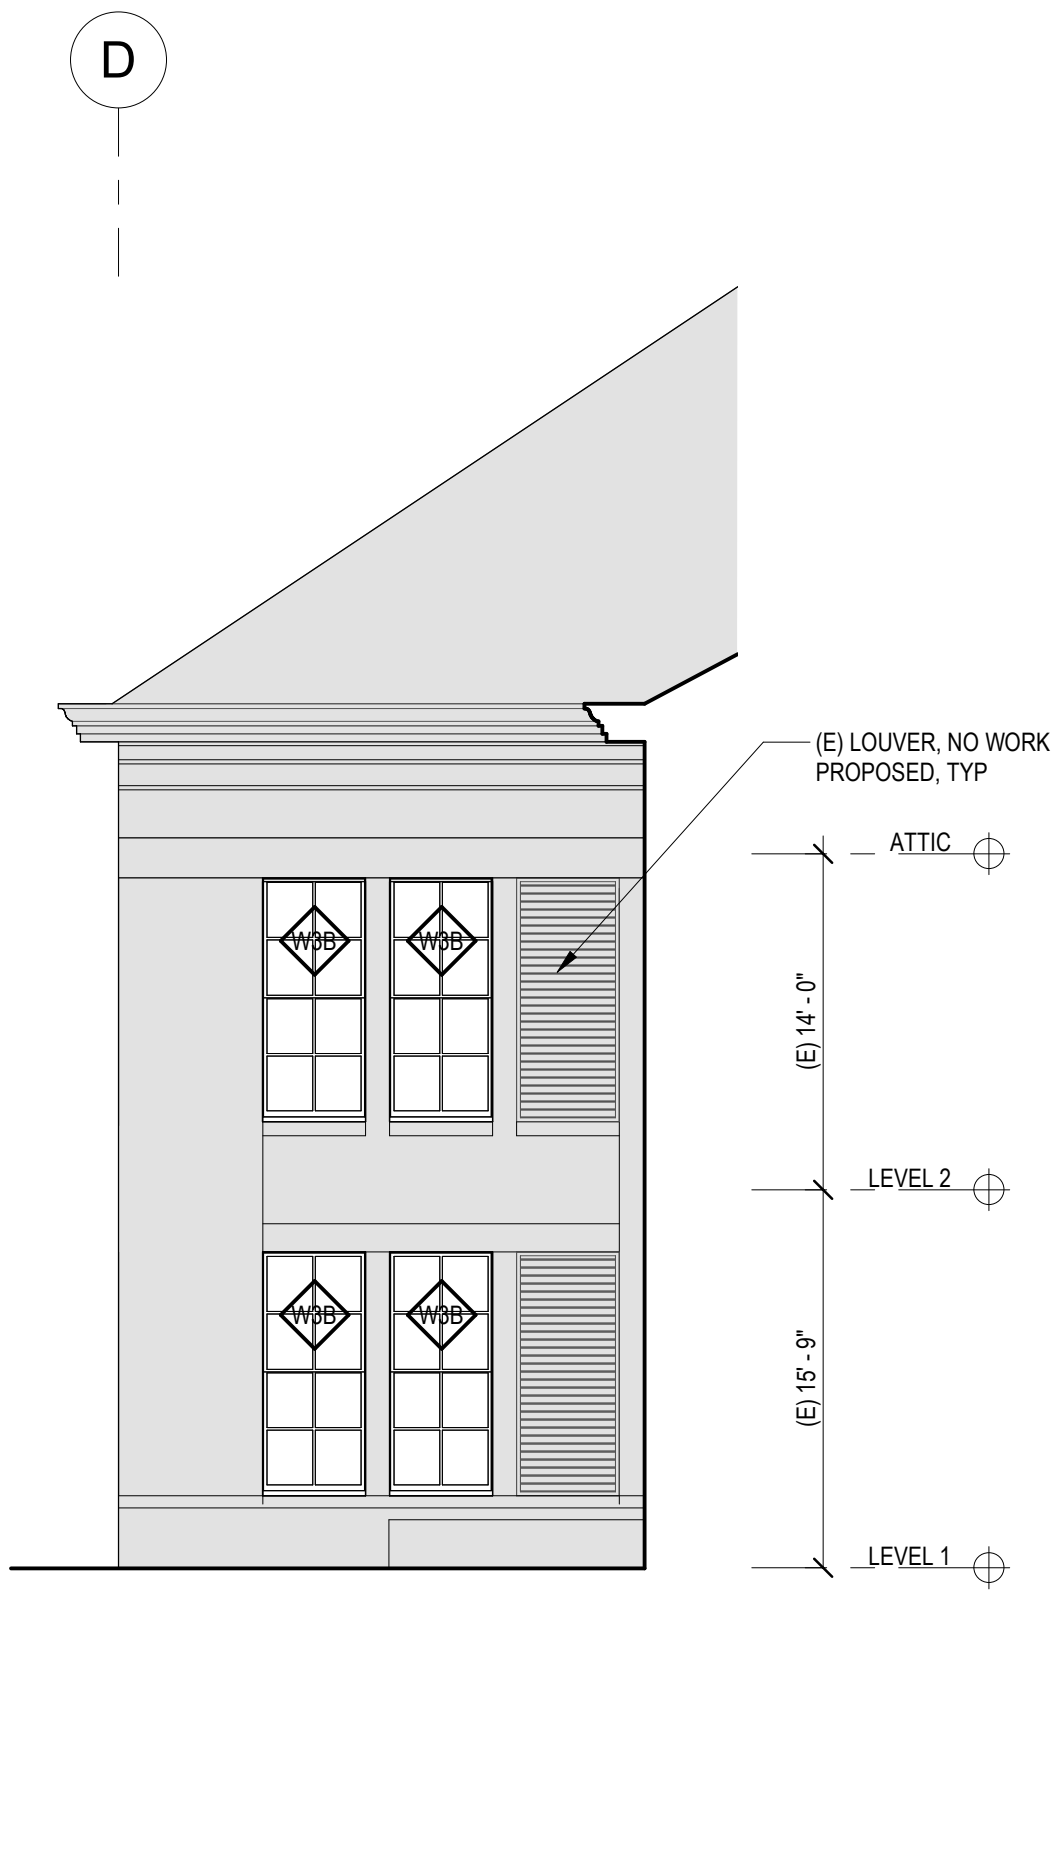 D
(E) LOUVER, NO WORK
PROPOSED, TYP
ATTIC
W3B
W3B
(E) 14' - 0"
LEVEL 2
W3B
W3B
(E) 15' - 9"
LEVEL 1